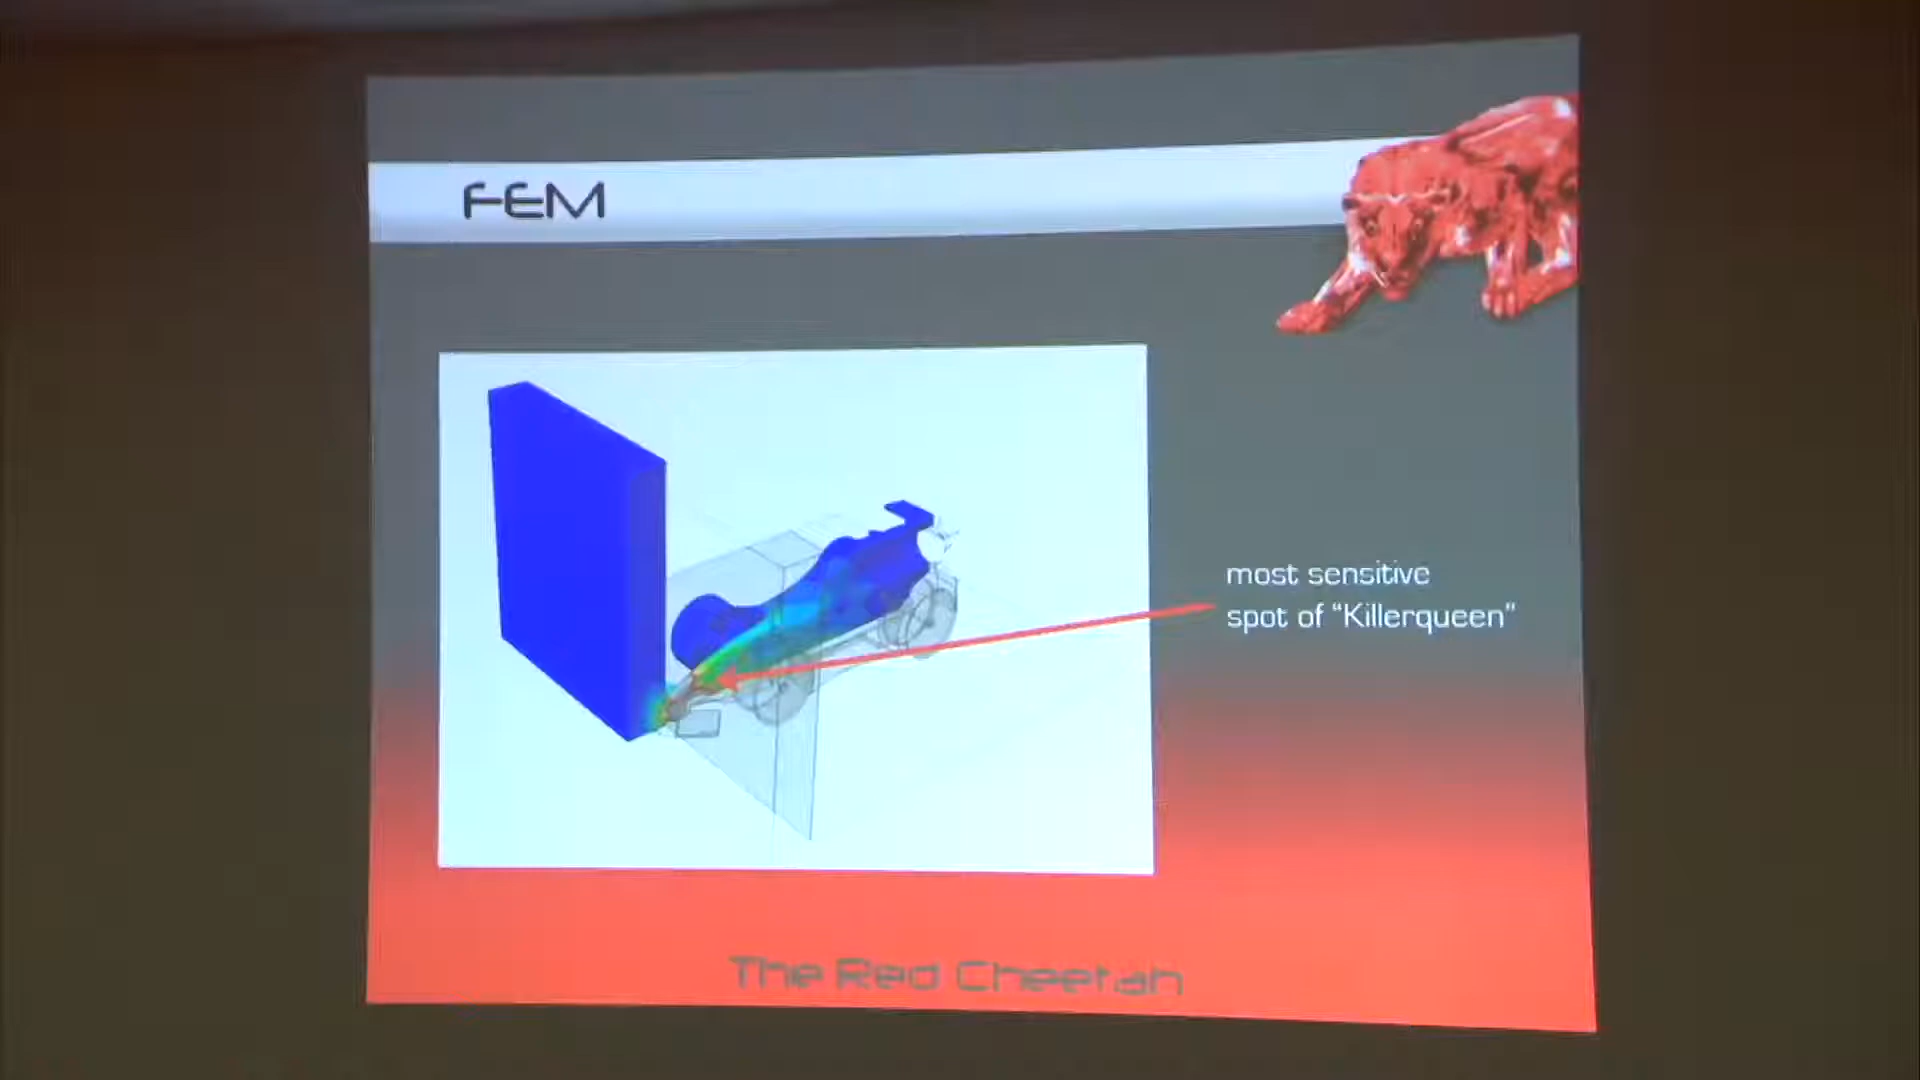 FEM
most sensitive
spot of “Killerqueen”
The Red Cheetah